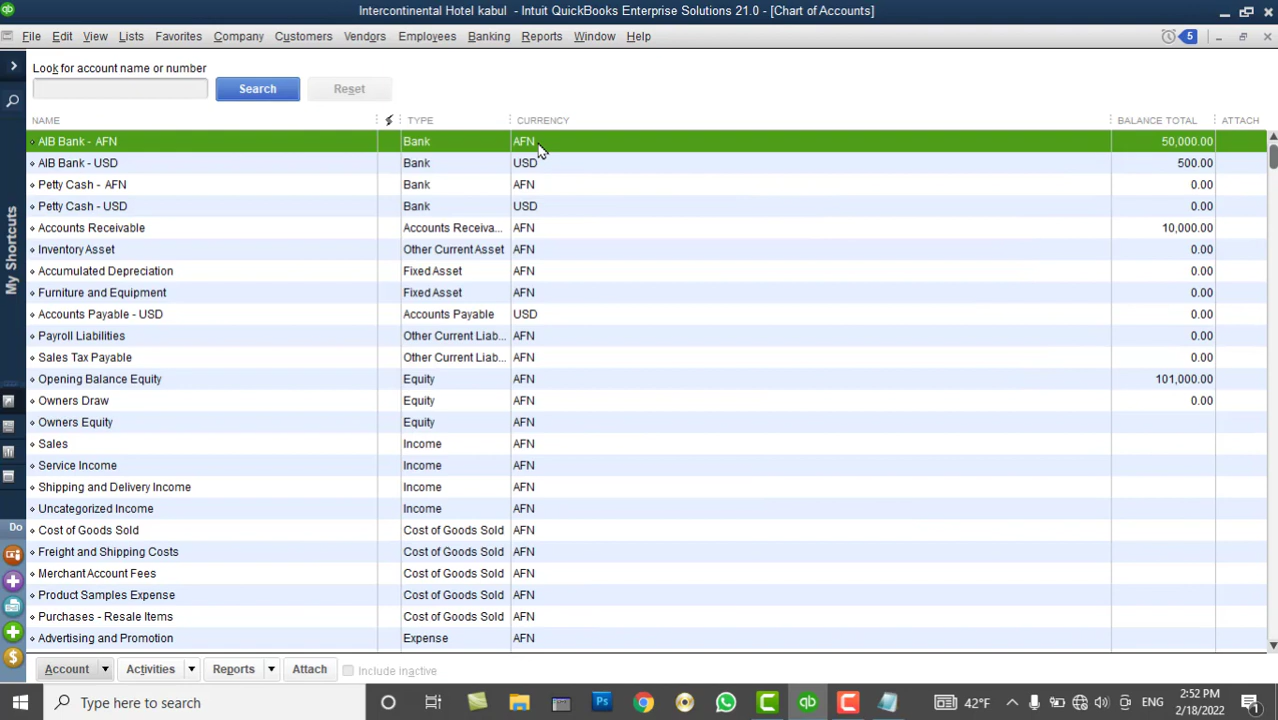 Intercontinental Hotel kabul - Intuit QuickBooks Enterprise Solutions 21.0 - [Chart of Accounts]
File Edit View Lists Favorites Company Customers Vendors Employees Banking Reports Window Help 5
Look for account name or number
Search Reset
NAME TYPE CURRENCY BALANCE TOTAL ATTACH
AIB Bank - AFN Bank AFN 50,000.00
AIB Bank - USD Bank USD 500.00
Petty Cash - AFN Bank AFN 0.00
Petty Cash - USD Bank USD 0.00
Accounts Receivable Accounts Receiva... AFN 10,000.00
Inventory Asset Other Current Asset AFN 0.00
Accumulated Depreciation Fixed Asset AFN 0.00
Furniture and Equipment Fixed Asset AFN 0.00
Accounts Payable - USD Accounts Payable USD 0.00
Payroll Liabilities Other Current Liab... AFN 0.00
Sales Tax Payable Other Current Liab... AFN 0.00
Opening Balance Equity Equity AFN 101,000.00
Owners Draw Equity AFN 0.00
Owners Equity Equity AFN
Sales Income AFN
Service Income Income AFN
Shipping and Delivery Income Income AFN
Uncategorized Income Income AFN
Cost of Goods Sold Cost of Goods Sold AFN
Freight and Shipping Costs Cost of Goods Sold AFN
Merchant Account Fees Cost of Goods Sold AFN
Product Samples Expense Cost of Goods Sold AFN
Purchases - Resale Items Cost of Goods Sold AFN
Advertising and Promotion Expense AFN
My Shortcuts
Do
Account Activities Reports Attach Include Inactive
Type here to search
Ps
qb
42°F
ENG
2:52 PM
2/18/2022
1